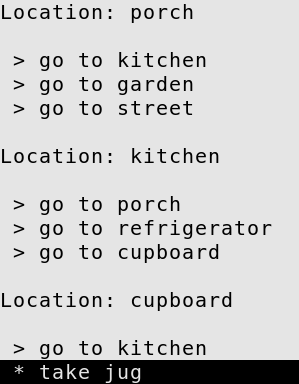 Location: porch
> go to kitchen
> go to garden
> go to street
Location: kitchen
> go to porch
> go to refrigerator
> go to cupboard
Location: cupboard
> go to kitchen
* take jug